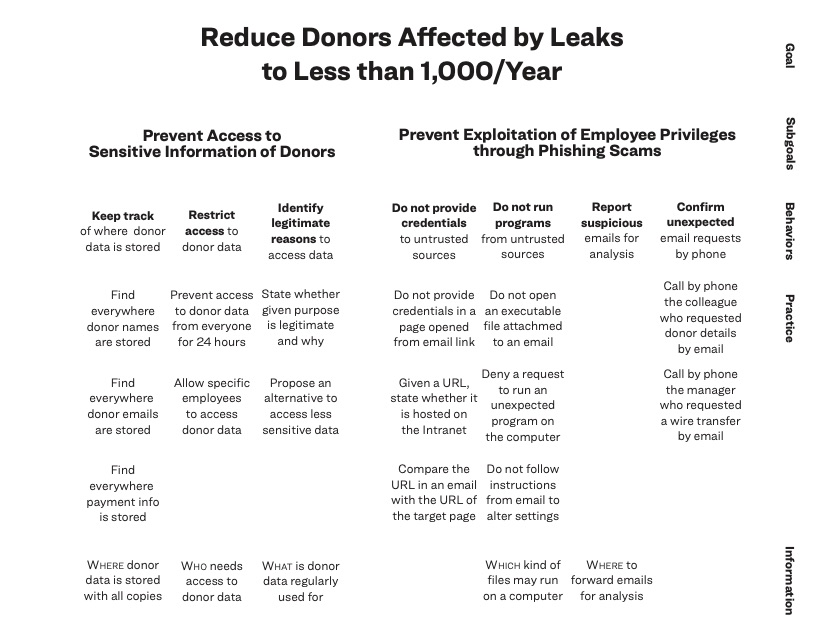 Reduce Donors Affected by Leaks
to Less than 1,000/Year
Goal
Prevent Access to
Sensitive Information of Donors
Prevent Exploitation of Employee Privileges
through Phishing Scams
Subgoals
Keep track
of where donor
data is stored
Restrict
access to
donor data
Identify
legitimate
reasons to
access data
Do not provide
credentials
to untrusted
sources
Do not run
programs
from untrusted
sources
Report
suspicious
emails for
analysis
Confirm
unexpected
email requests
by phone
Behaviors
Find
everywhere
donor names
are stored
Prevent access
to donor data
from everyone
for 24 hours
State whether
given purpose
is legitimate
and why
Do not provide
credentials in a
page opened
from email link
Do not open
an executable
file attachmed
to an email
Call by phone
the colleague
who requested
donor details
by email
Practice
Find
everywhere
donor emails
are stored
Allow specific
employees
to access
donor data
Propose an
alternative to
access less
sensitive data
Given a URL,
state whether it
is hosted on
the Intranet
Deny a request
to run an
unexpected
program on
the computer
Call by phone
the manager
who requested
a wire transfer
by email
Find
everywhere
payment info
is stored
Compare the
URL in an email
with the URL of
the target page
Do not follow
instructions
from email to
alter settings
WHERE donor
data is stored
with all copies
WHO needs
access to
donor data
WHAT is donor
data regularly
used for
WHICH kind of
files may run
on a computer
WHERE to
forward emails
for analysis
Information